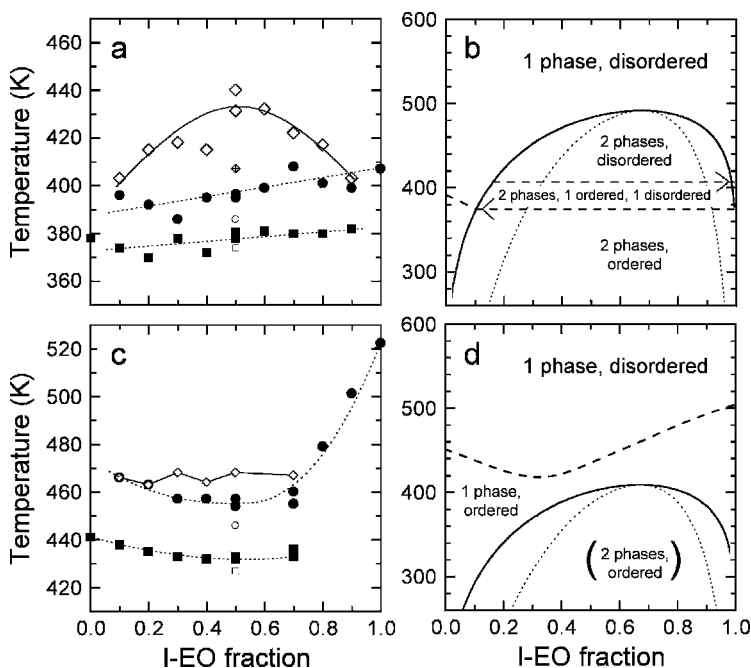 a
Temperature (K)
460
440
420
400
380
360
b
1 phase, disordered
2 phases,
disordered
2 phases, 1 ordered, 1 disordered
2 phases,
ordered
600
500
400
300
c
Temperature (K)
520
500
480
460
440
420
0.0 0.2 0.4 0.6 0.8 1.0
I-EO fraction
d
1 phase, disordered
1 phase,
ordered
( 2 phases,
ordered )
600
500
400
300
0.0 0.2 0.4 0.6 0.8 1.0
I-EO fraction